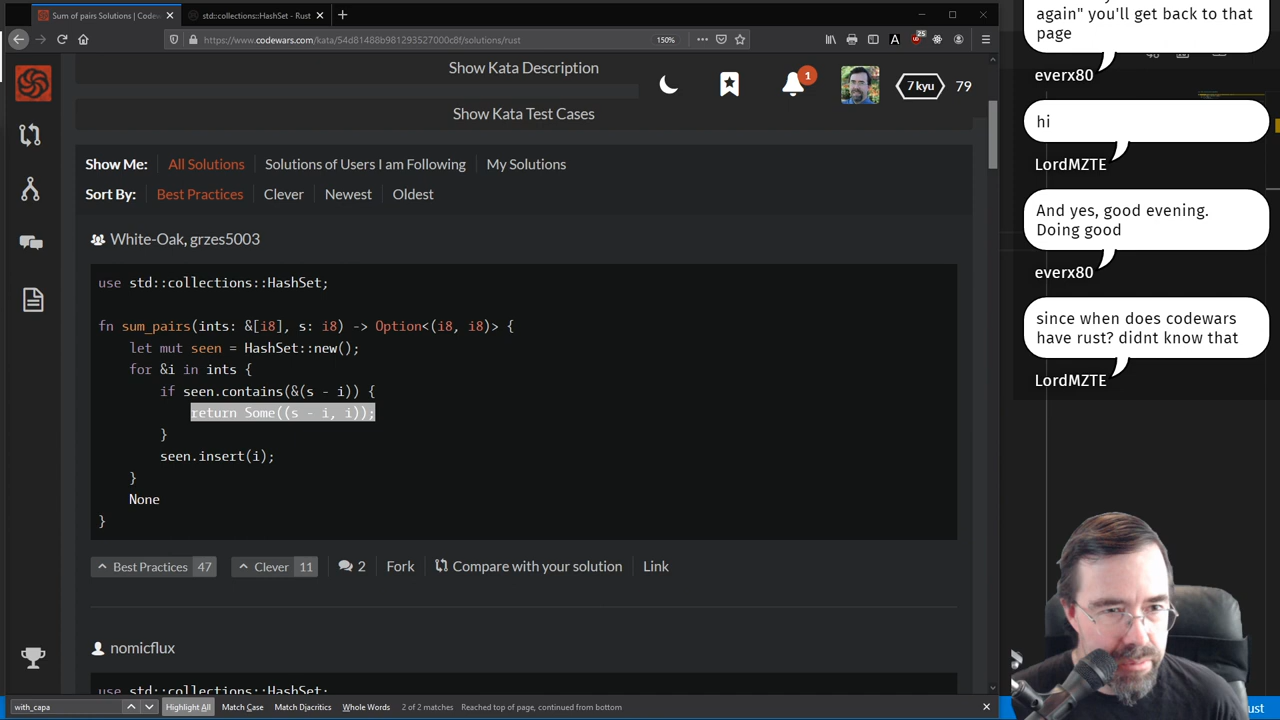 Sum of pairs Solutions | Codew
std::collections::HashSet - Rust
https://www.codewars.com/kata/54d81488b981293527000c8f/solutions/rust
150%
25
Show Kata Description
1
7 kyu
79
Show Kata Test Cases
Show Me: All Solutions Solutions of Users I am Following My Solutions
Sort By: Best Practices Clever Newest Oldest
White-Oak, grzes5003
use std::collections::HashSet;
fn sum_pairs(ints: &[i8], s: i8) -> Option<(i8, i8)> {
let mut seen = HashSet::new();
for &i in ints {
if seen.contains(&(s - i)) {
return Some((s - i, i));
}
seen.insert(i);
}
None
}
Best Practices 47 Clever 11 2 Fork Compare with your solution Link
nomicflux
use std::collections::HashSet;
with_capa Highlight All Match Case Match Diacritics Whole Words 2 of 2 matches Reached top of page, continued from bottom
again" you'll get back to that
page
everx80
hi
LordMZTE
And yes, good evening.
Doing good
everx80
since when does codewars
have rust? didnt know that
LordMZTE
ust